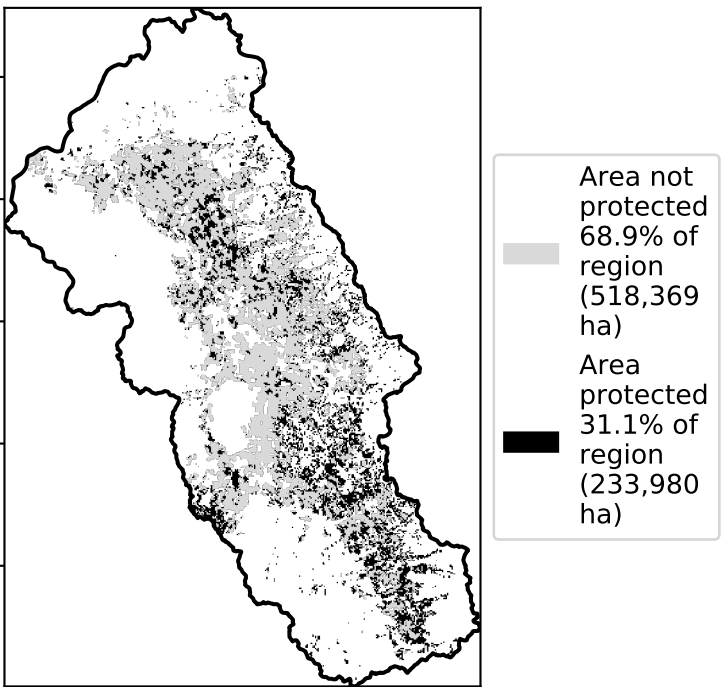 Area not
protected
68.9% of
region
(518,369
ha)
Area
protected
31.1% of
region
(233,980
ha)